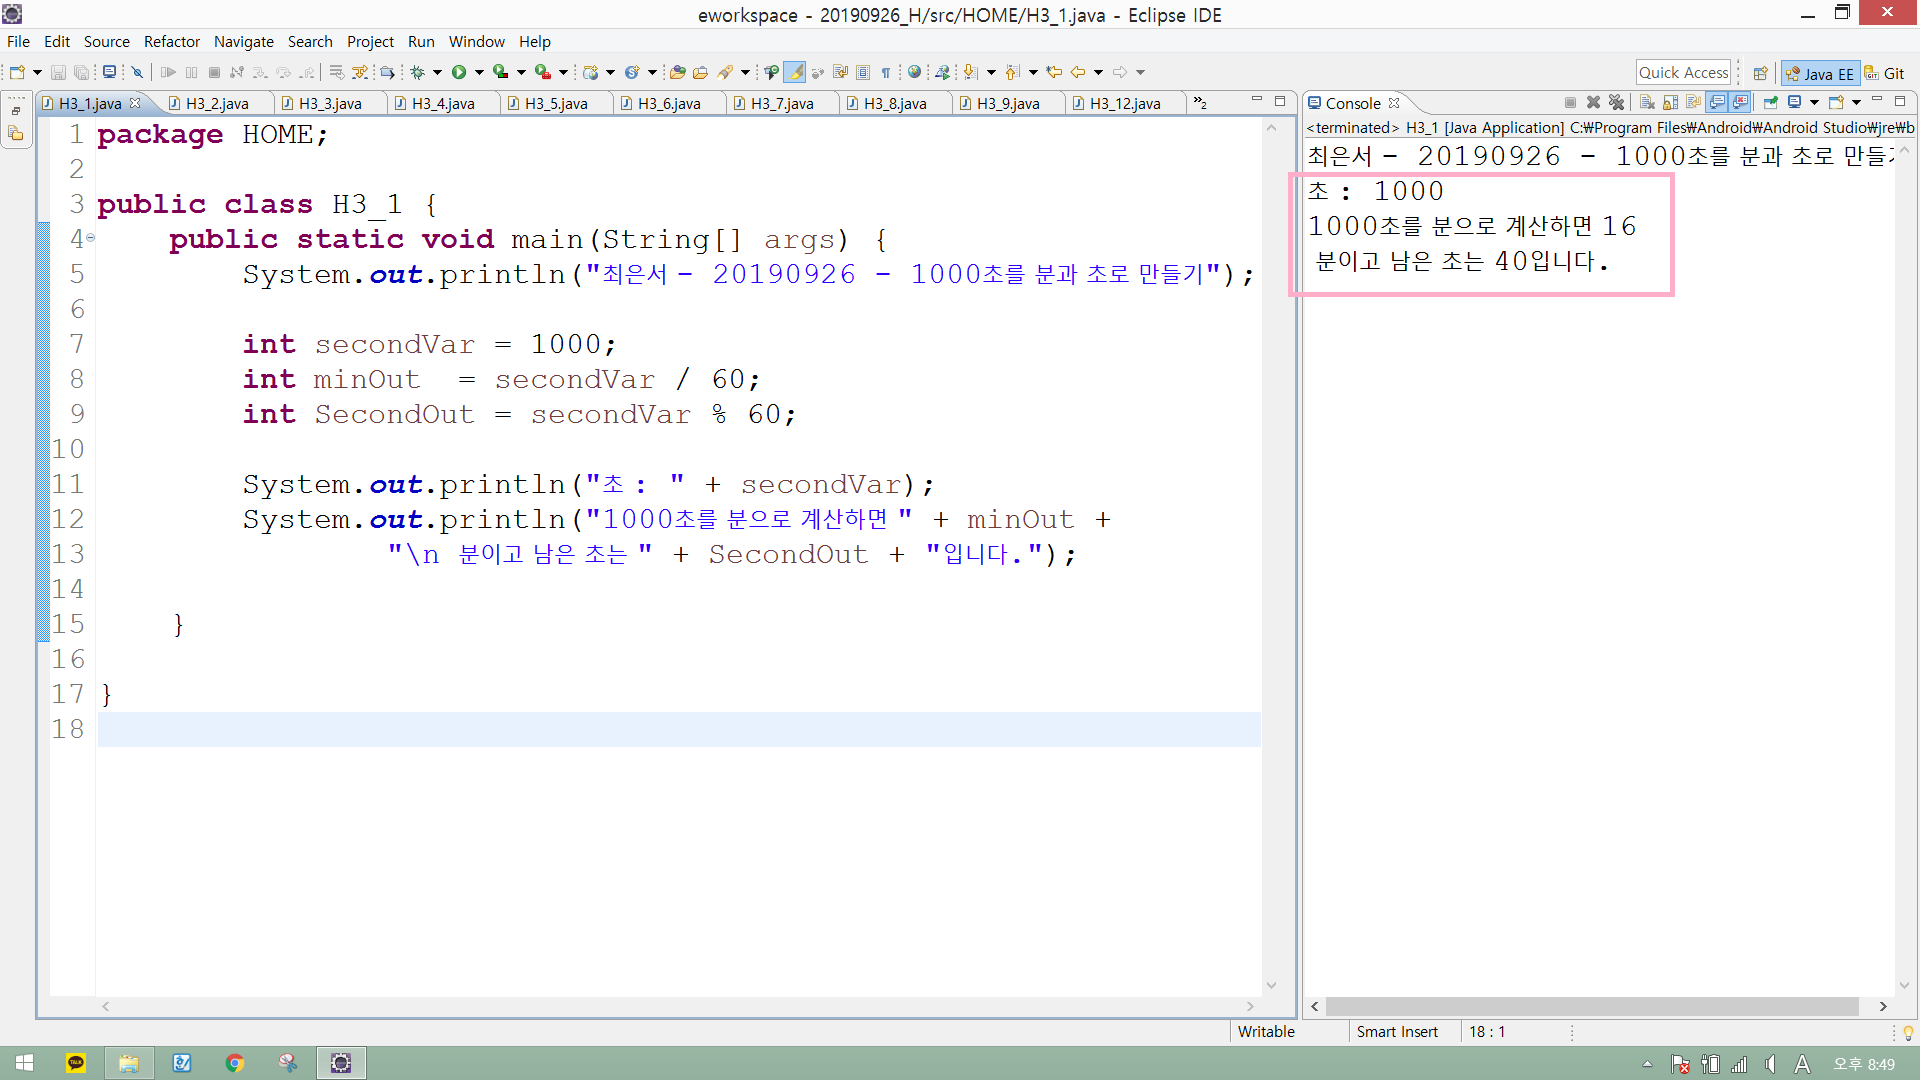 eworkspace - 20190926_H/src/HOME/H3_1.java - Eclipse IDE
File Edit Source Refactor Navigate Search Project Run Window Help
Quick Access Java EE Git
H3_1.java H3_2.java H3_3.java H3_4.java H3_5.java H3_6.java H3_7.java H3_8.java H3_9.java H3_12.java »2
1 package HOME;
2
3 public class H3_1 {
4 public static void main(String[] args) {
5 System.out.println("최은서 - 20190926 - 1000초를 분과 초로 만들기");
6
7 int secondVar = 1000;
8 int minOut  = secondVar / 60;
9 int SecondOut = secondVar % 60;
10
11 System.out.println("초 : " + secondVar);
12 System.out.println("1000초를 분으로 계산하면 " + minOut +
13 "\n 분이고 남은 초는 " + SecondOut + "입니다.");
14
15 }
16
17 }
18
Console
<terminated> H3_1 [Java Application] C:₩Program Files₩Android₩Android Studio₩jre₩b
최은서 - 20190926 - 1000초를 분과 초로 만들기
초 : 1000
1000초를 분으로 계산하면 16
분이고 남은 초는 40입니다.
Writable Smart Insert 18 : 1
TALK
A 오후 8:49